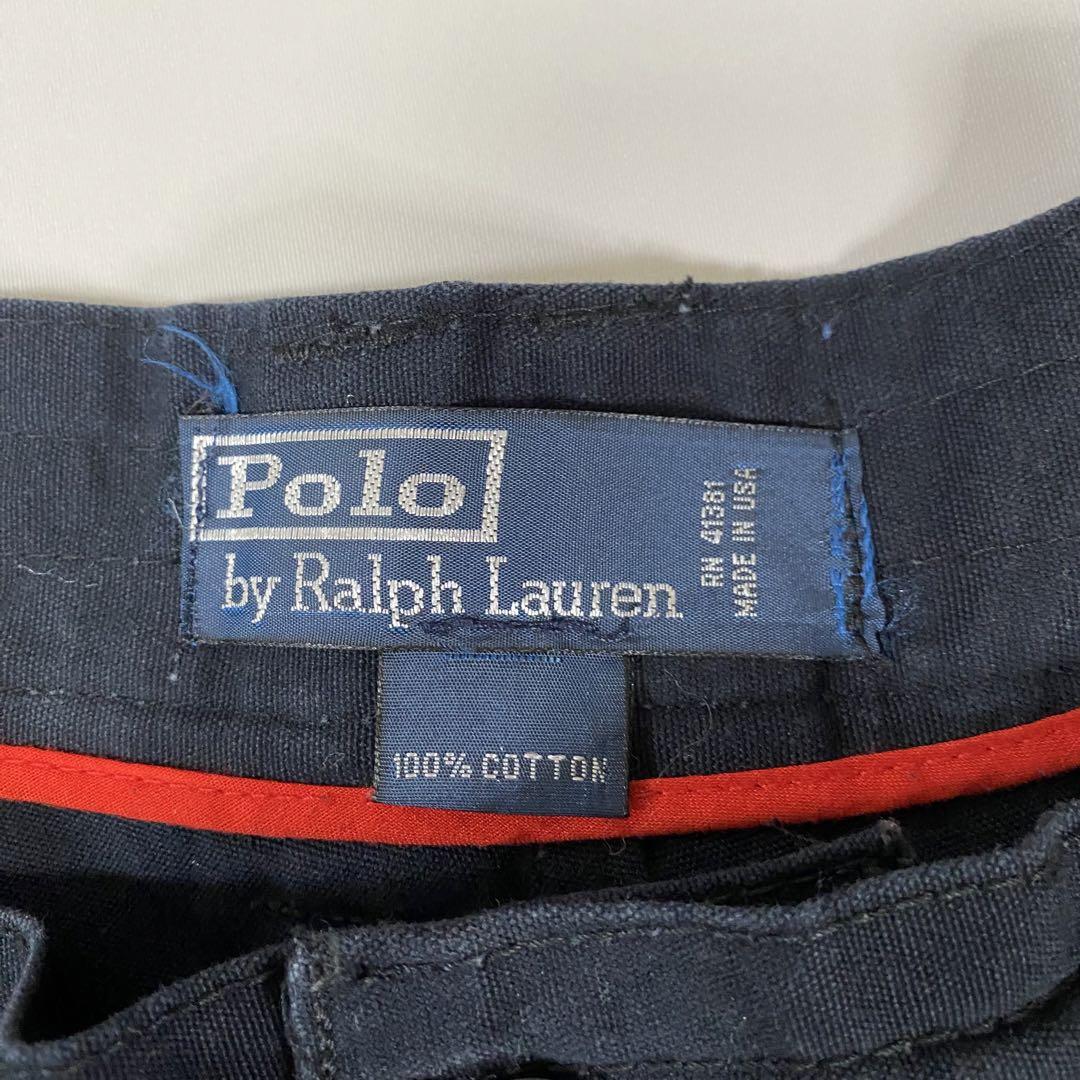 Polo
by Ralph Lauren
RN 41381
MADE IN USA
100% COTTON